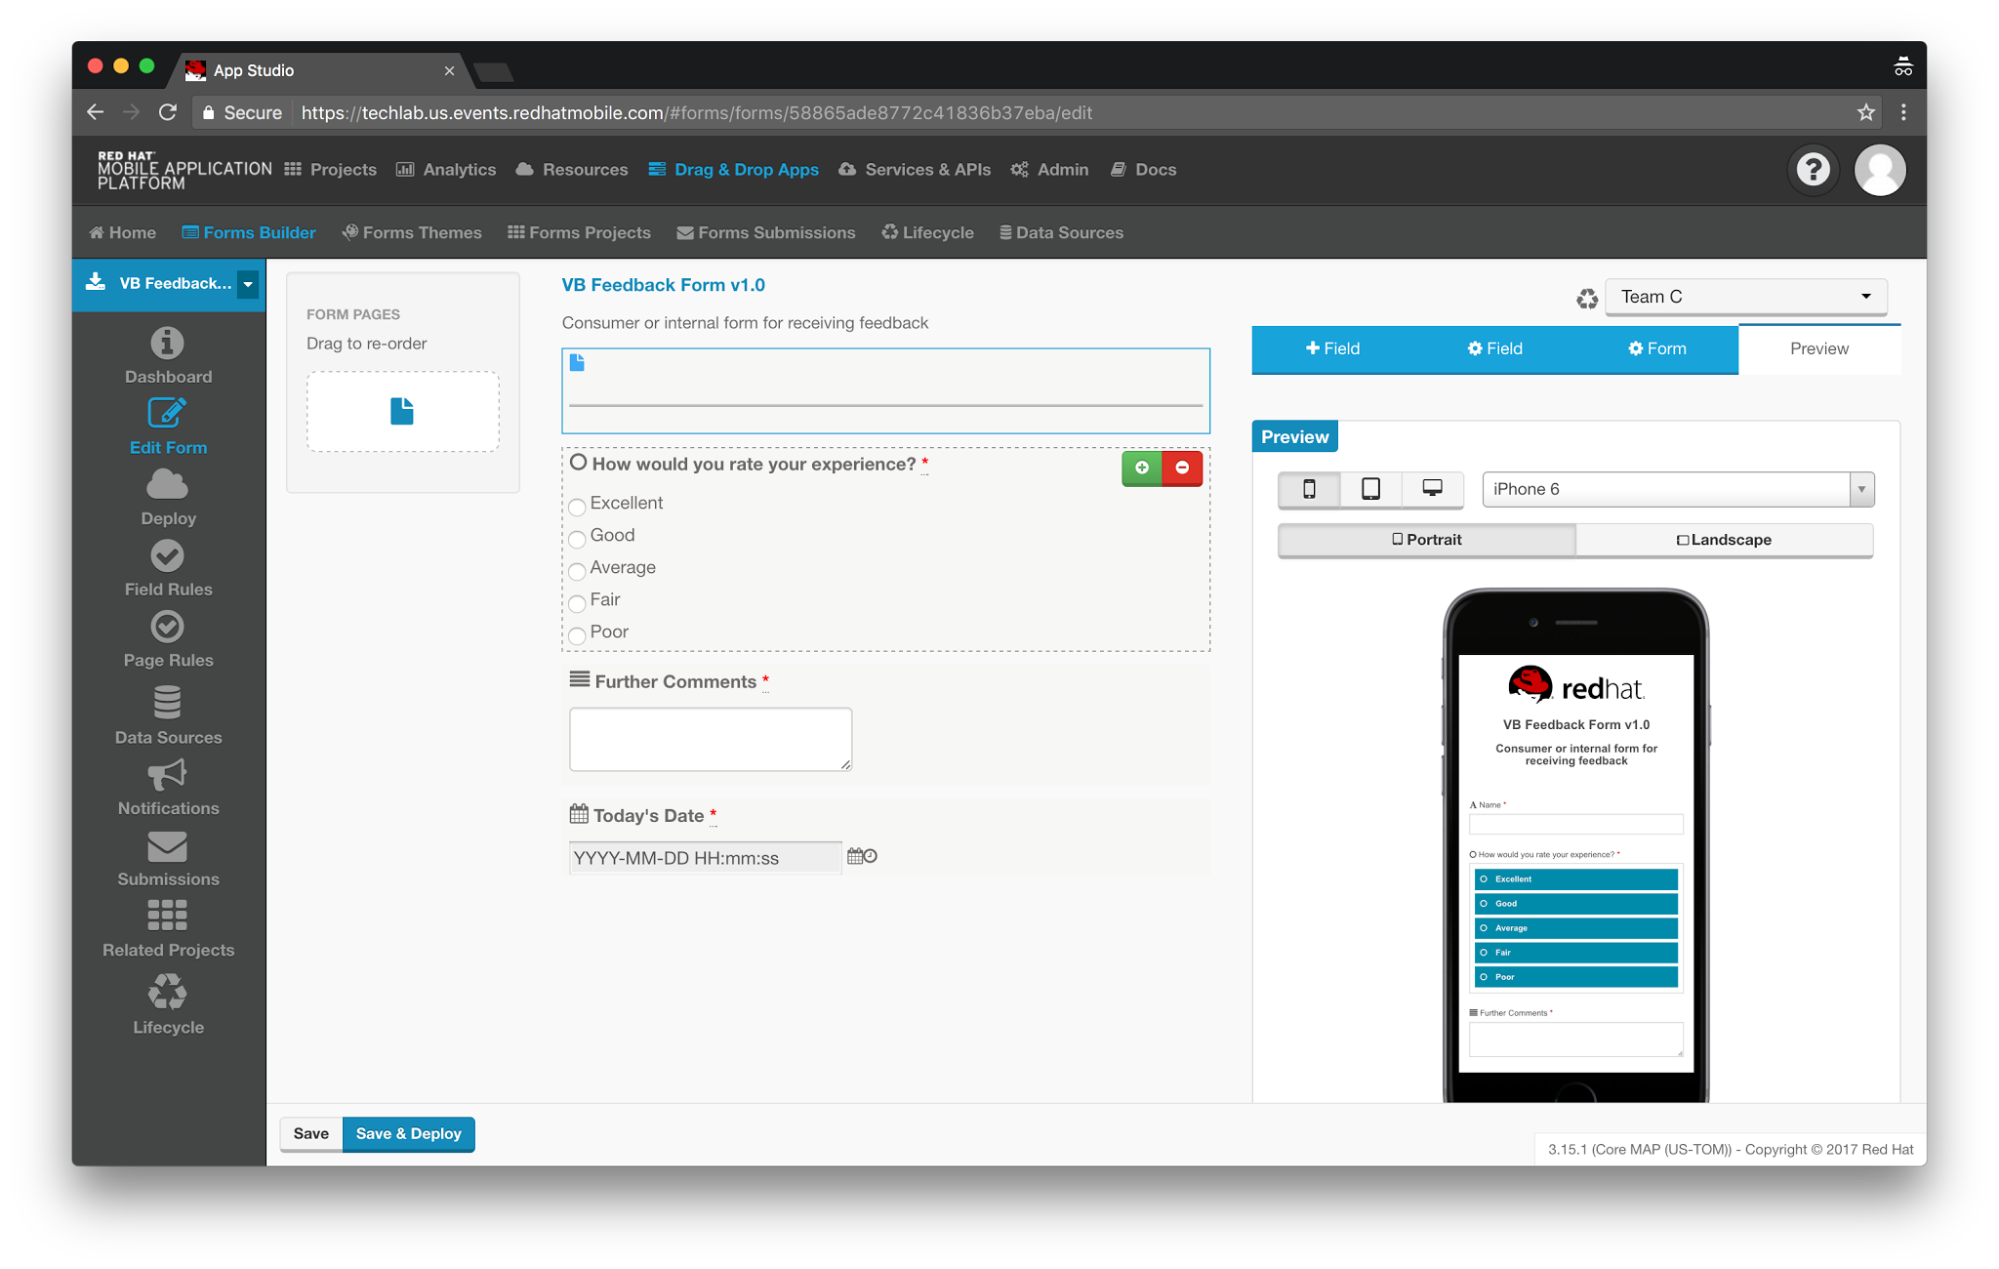 App Studio
Secure https://techlab.us.events.redhatmobile.com/#forms/forms/58865ade8772c41836b37eba/edit
RED HAT
MOBILE APPLICATION
PLATFORM
Projects Analytics Resources Drag & Drop Apps Services & APIs Admin Docs
Home Forms Builder Forms Themes Forms Projects Forms Submissions Lifecycle Data Sources
VB Feedback...
Dashboard
Edit Form
Deploy
Field Rules
Page Rules
Data Sources
Notifications
Submissions
Related Projects
Lifecycle
FORM PAGES
Drag to re-order
VB Feedback Form v1.0
Consumer or internal form for receiving feedback
How would you rate your experience? *
Excellent
Good
Average
Fair
Poor
Further Comments *
Today's Date *
YYYY-MM-DD HH:mm:ss
Team C
Field Field Form Preview
Preview
iPhone 6
Portrait Landscape
redhat.
VB Feedback Form v1.0
Consumer or internal form for
receiving feedback
A Name *
How would you rate your experience? *
Excellent
Good
Average
Fair
Poor
Further Comments *
Save Save & Deploy
3.15.1 (Core MAP (US-TOM)) - Copyright © 2017 Red Hat